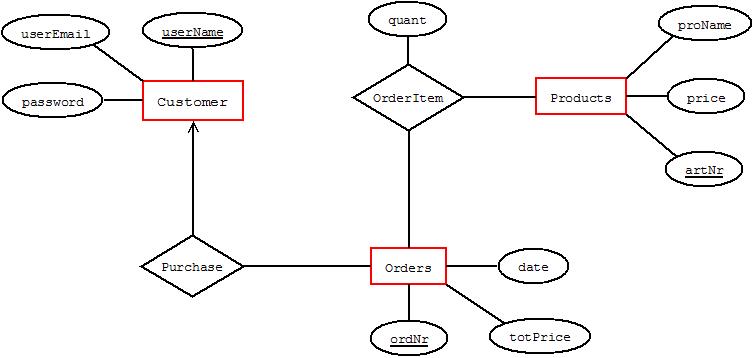 userEmail
userName
quant
proName
password
Customer
OrderItem
Products
price
artNr
Purchase
Orders
date
ordNr
totPrice